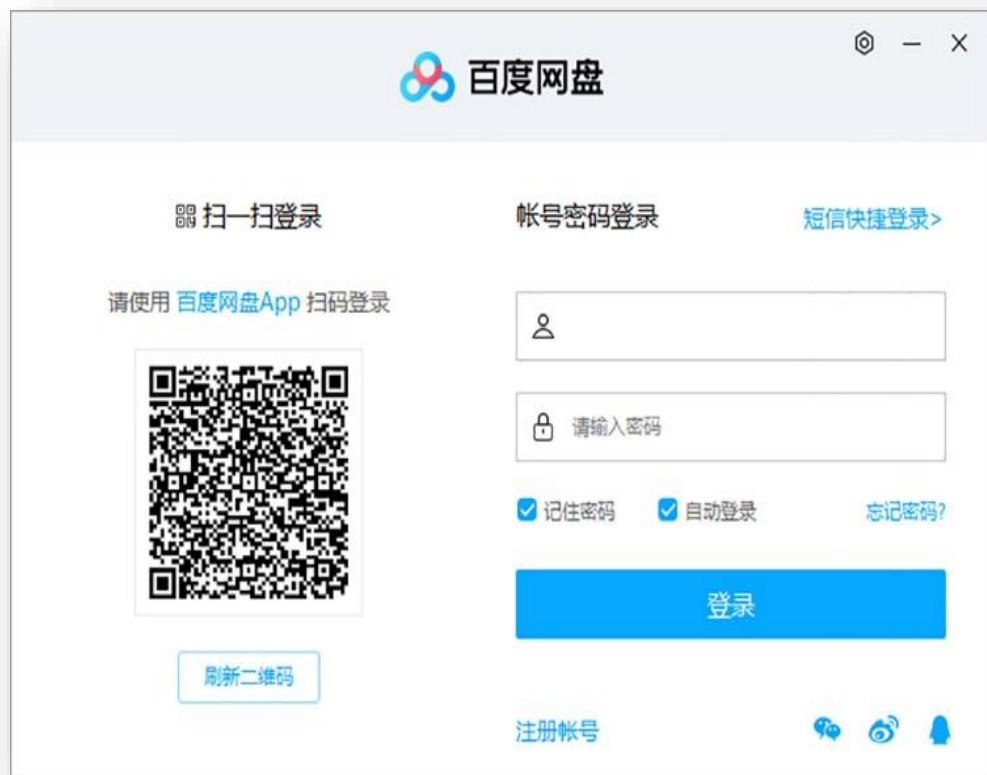 百度网盘
扫一扫登录
请使用 百度网盘App 扫码登录
刷新二维码
帐号密码登录
短信快捷登录>
请输入密码
记住密码
自动登录
忘记密码?
登录
注册帐号